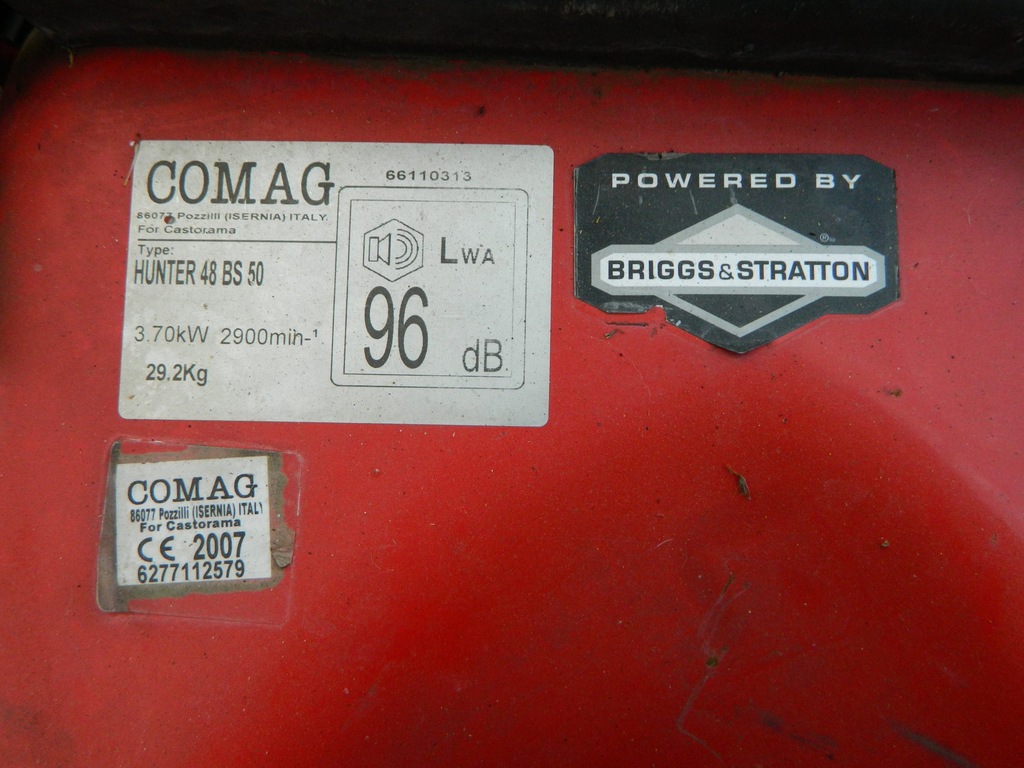 COMAG
66110313
86077 Pozzilli (ISERNIA) ITALY.
For Castorama
Type:
HUNTER 48 BS 50
3.70kW 2900min-¹
29.2Kg
LWA
96 dB
POWERED BY
BRIGGS&STRATTON
®
COMAG
86077 Pozzilli (ISERNIA) ITALY
For Castorama
CE 2007
6277112579